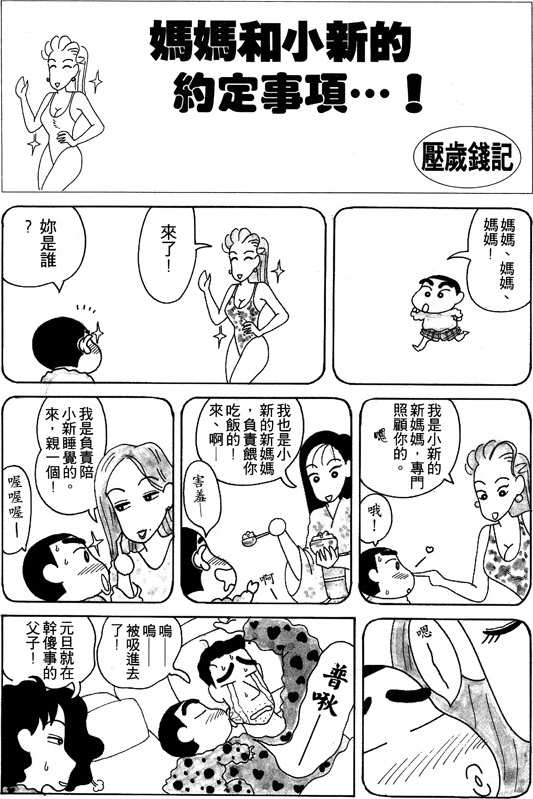 媽媽和小新的
約定事項…！
壓歲錢記
媽媽、媽媽、
媽媽！
來了！
妳是誰
？
我是小新的
新媽媽，專門
照顧你的。
嗯
哦！
我也是小
新的新媽媽
，負責餵你
吃飯的！
來、啊—
害羞—
啊—
我是負責陪
小新睡覺的。
來，親一個！
喔喔喔—
嗯—
普啾—
嗚—
嗚——
被吸進去
了！
元旦就在
幹傻事的
父子！